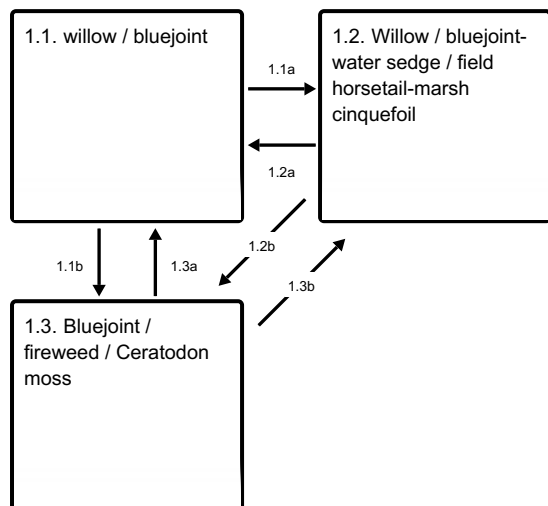 1.1. willow / bluejoint
1.2. Willow / bluejoint-
water sedge / field
horsetail-marsh
cinquefoil
1.1a
1.2a
1.1b
1.3a
1.2b
1.3b
1.3. Bluejoint /
fireweed / Ceratodon
moss